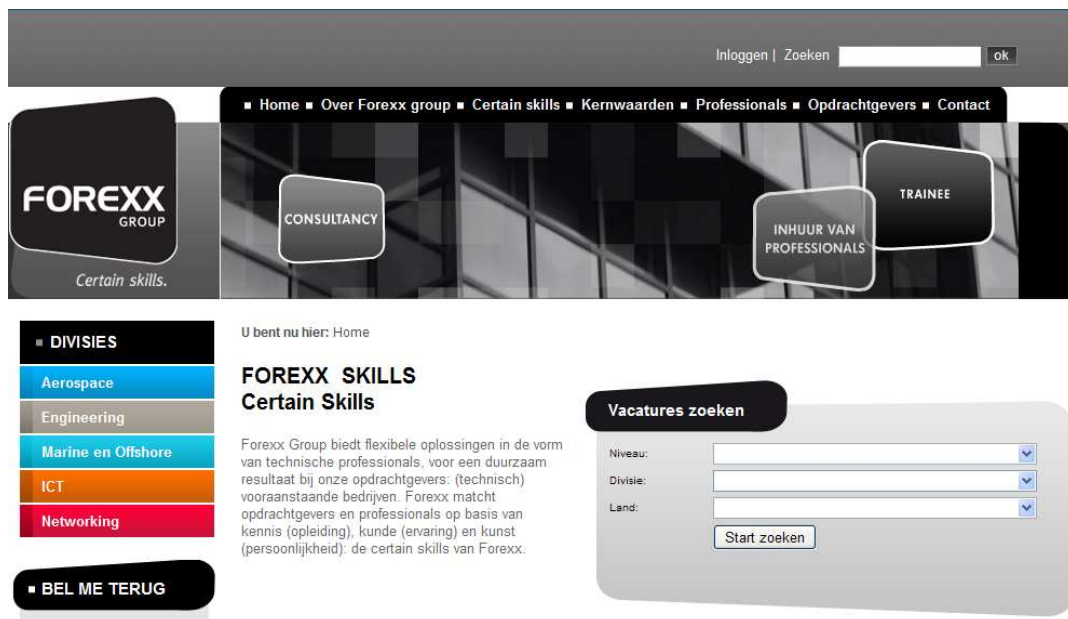 Inloggen | Zoeken ok
▪ Home ▪ Over Forexx group ▪ Certain skills ▪ Kernwaarden ▪ Professionals ▪ Opdrachtgevers ▪ Contact
FOREXX
GROUP
Certain skills.
CONSULTANCY
INHUUR VAN
PROFESSIONALS
TRAINEE
▪ DIVISIES
Aerospace
Engineering
Marine en Offshore
ICT
Networking
▪ BEL ME TERUG
U bent nu hier: Home
FOREXX SKILLS
Certain Skills
Forexx Group biedt flexibele oplossingen in de vorm
van technische professionals, voor een duurzaam
resultaat bij onze opdrachtgevers: (technisch)
vooraanstaande bedrijven. Forexx matcht
opdrachtgevers en professionals op basis van
kennis (opleiding), kunde (ervaring) en kunst
(persoonlijkheid): de certain skills van Forexx.
Vacatures zoeken
Niveau:
Divisie:
Land:
Start zoeken